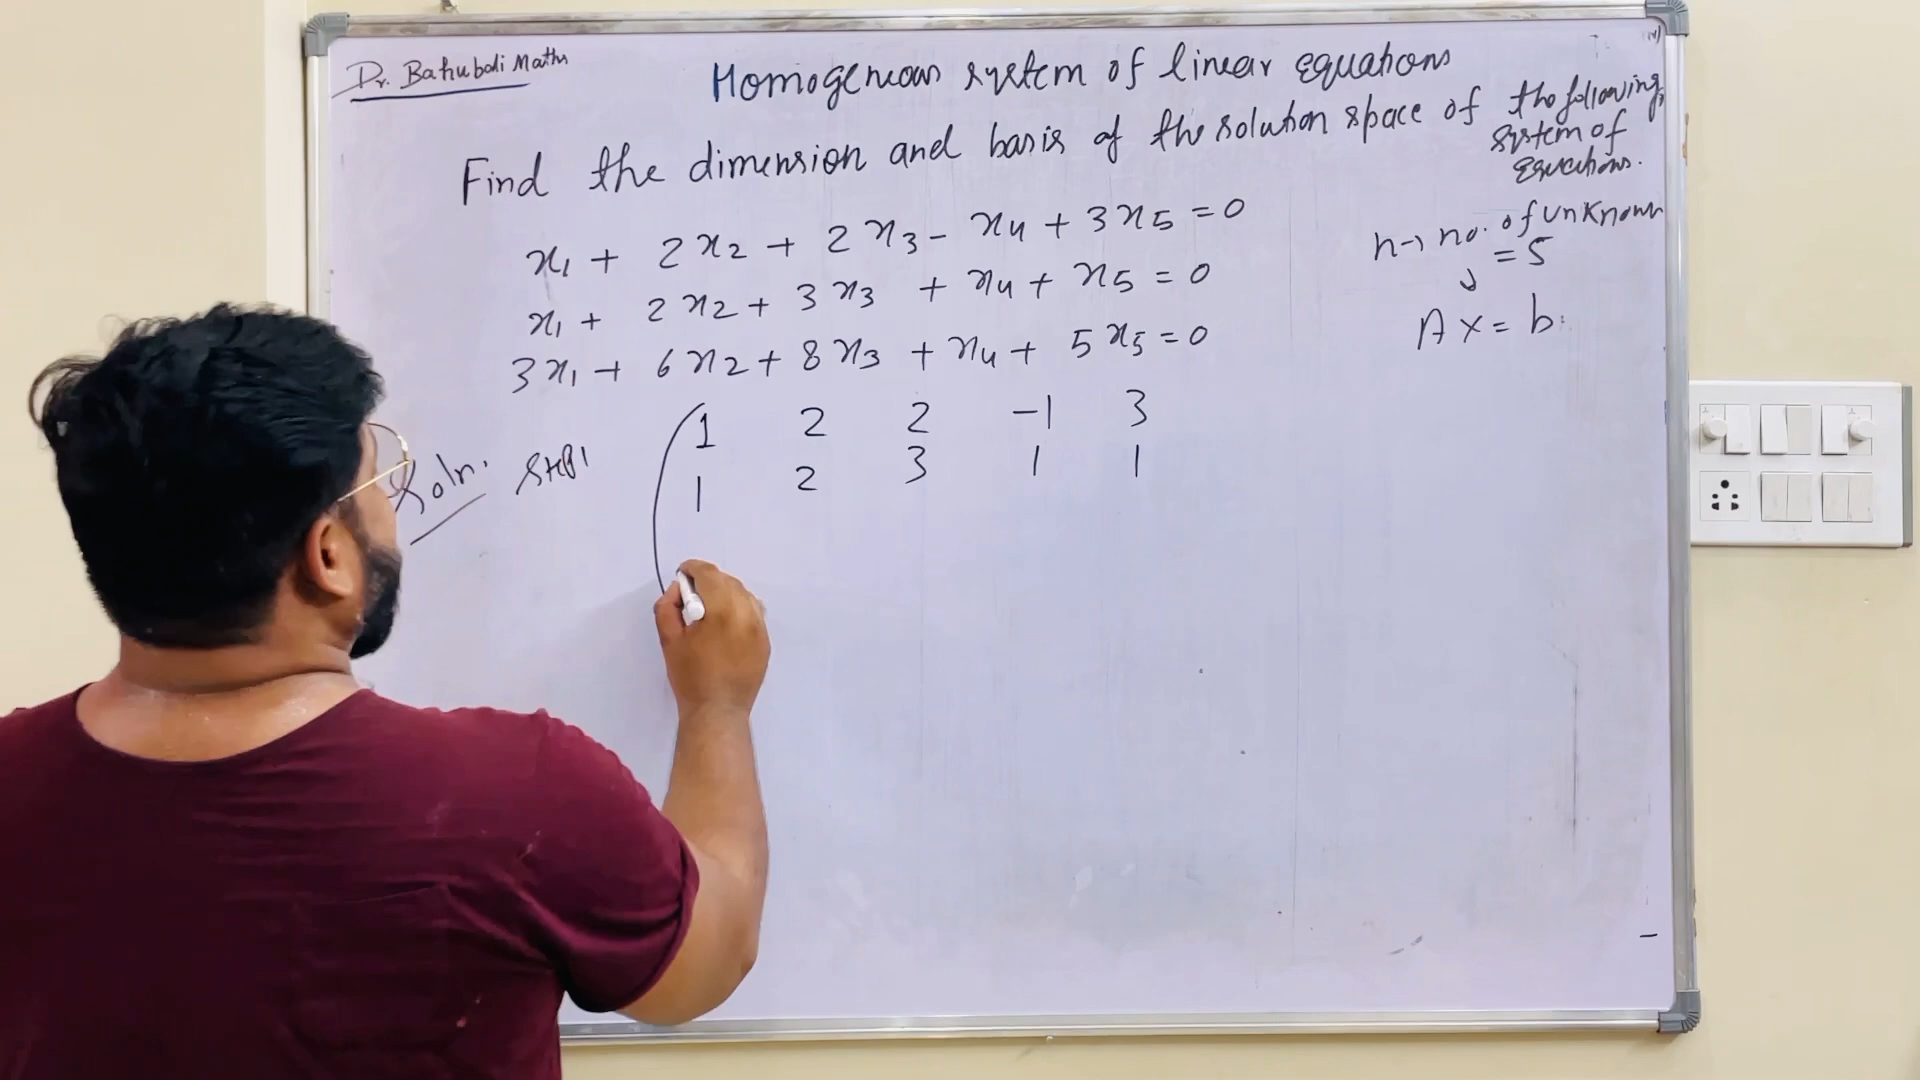 Dr. Bahubali Maths
Homogeneous system of linear equations
Find the dimension and basis of the solution space of the following system of equations.
x₁ + 2x₂ + 2x₃ - x₄ + 3x₅ = 0
x₁ + 2x₂ + 3x₃ + x₄ + x₅ = 0
3x₁ + 6x₂ + 8x₃ + x₄ + 5x₅ = 0
n→ no. of unknown
= 5
AX = b
Soln. Step 1
1 2 2 -1 3
1 2 3 1 1